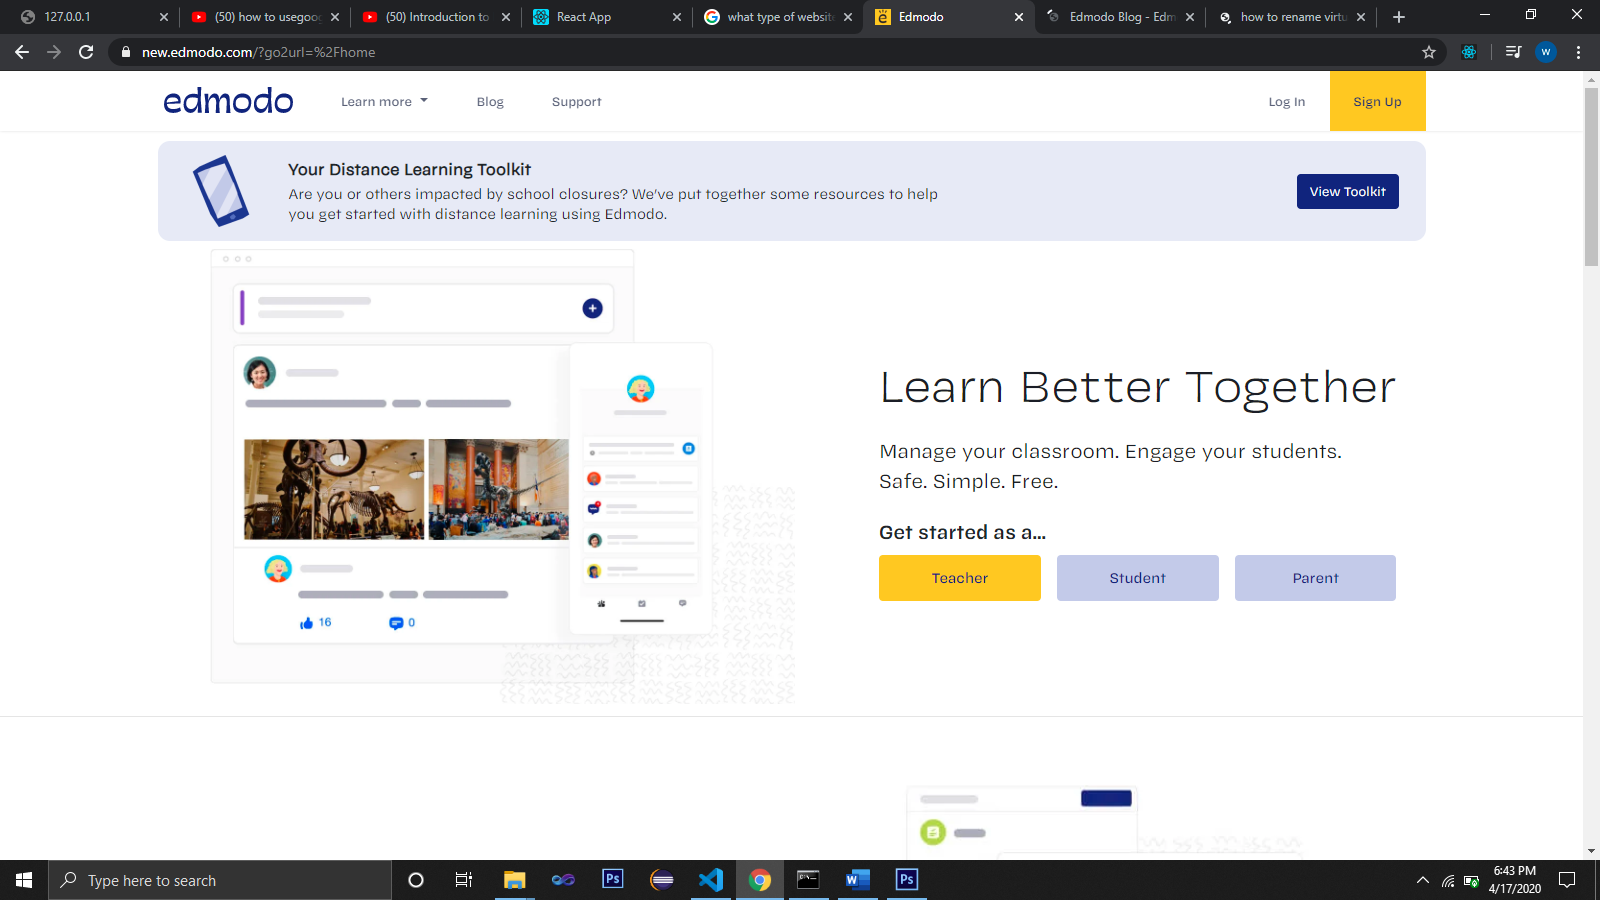 127.0.0.1
(50) how to usegoog
(50) Introduction to
React App
what type of website
Edmodo
Edmodo Blog - Edm
how to rename virtu
new.edmodo.com/?go2url=%2Fhome
W
edmodo
Learn more
Blog
Support
Log In
Sign Up
Your Distance Learning Toolkit
Are you or others impacted by school closures? We've put together some resources to help
you get started with distance learning using Edmodo.
View Toolkit
Learn Better Together
Manage your classroom. Engage your students.
Safe. Simple. Free.
Get started as a...
Teacher
Student
Parent
16
0
Type here to search
Ps
Ps
6:43 PM
4/17/2020